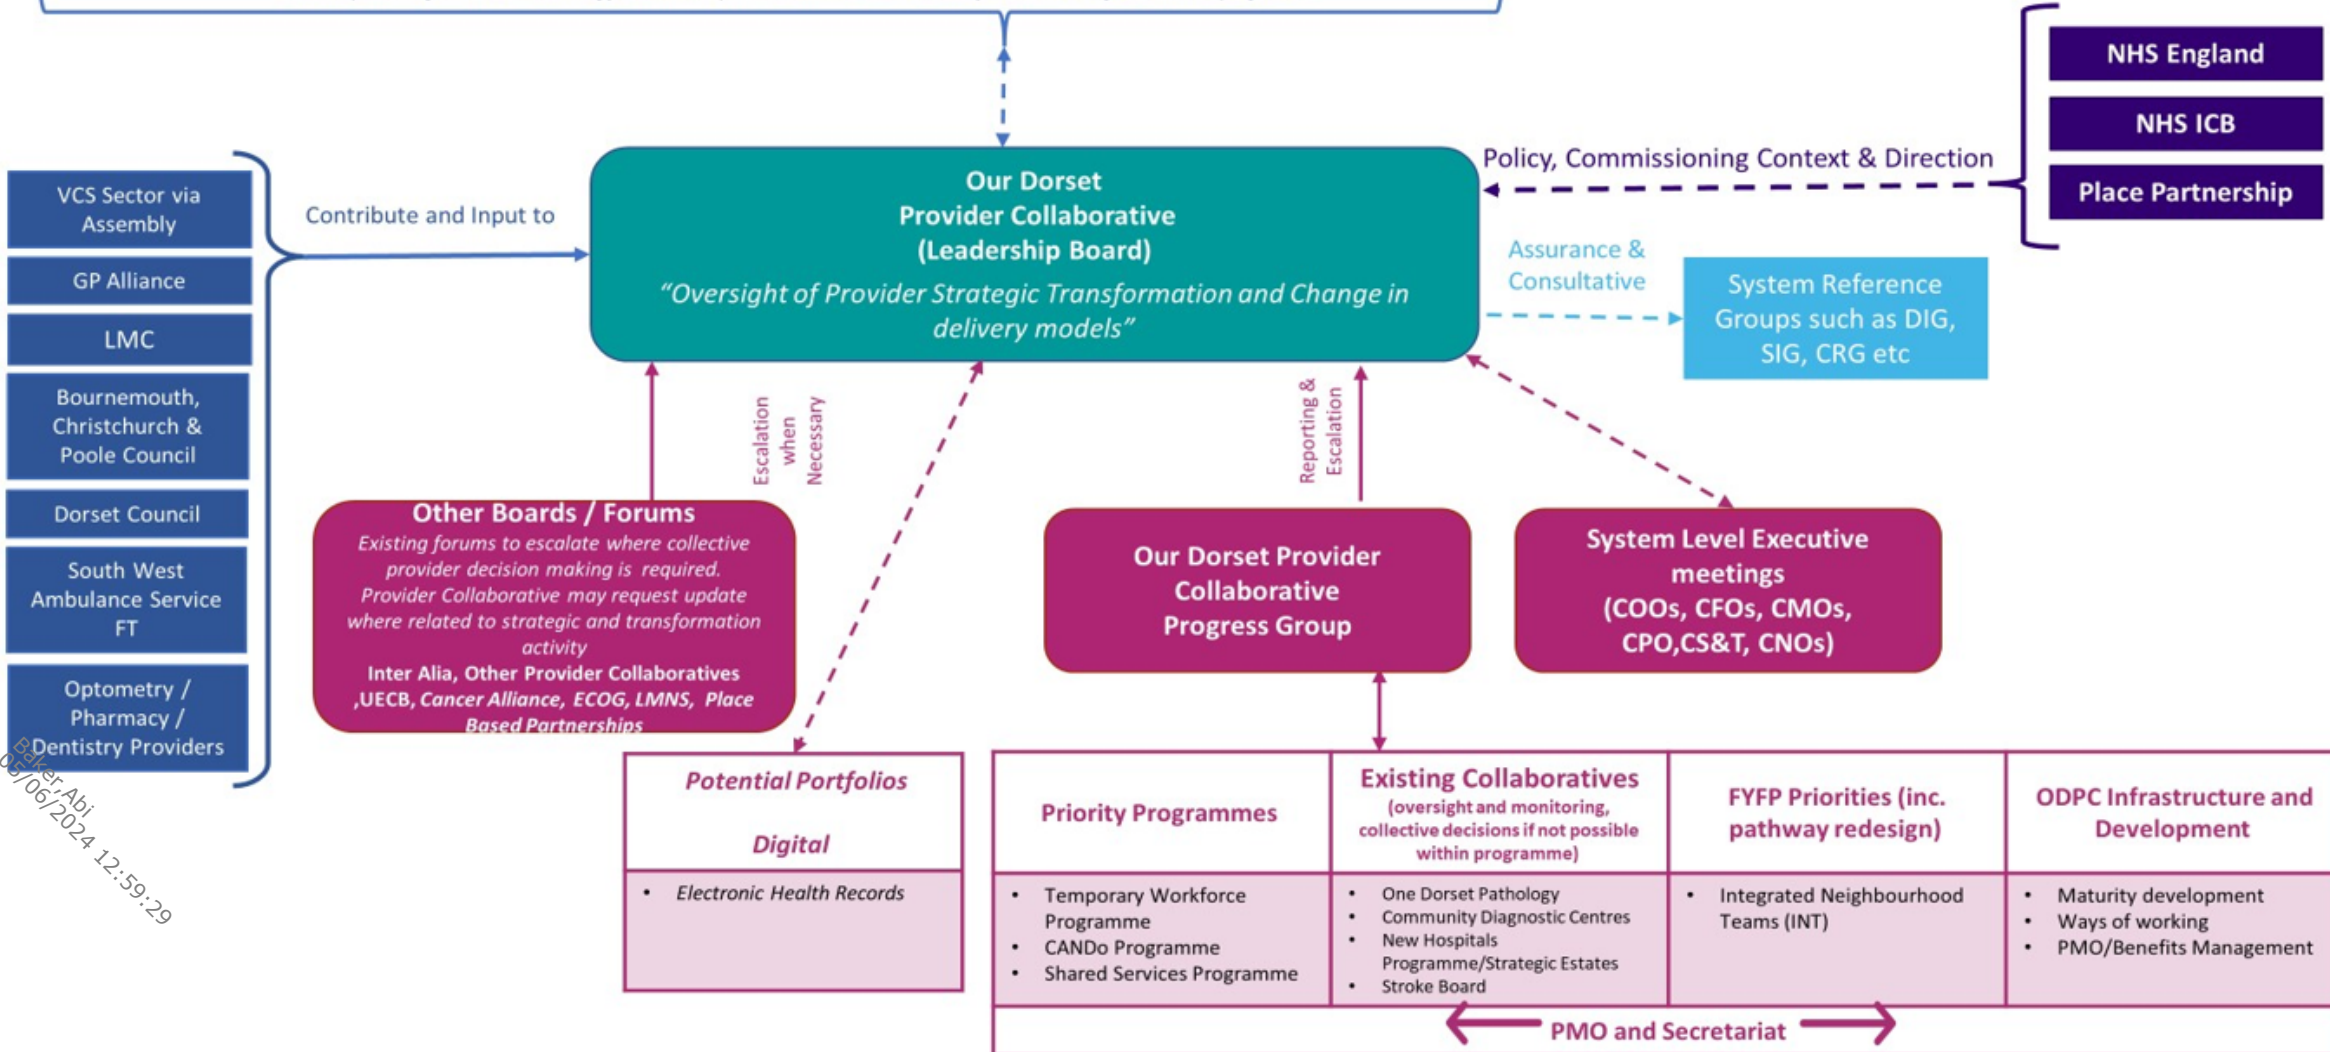 NHS England
NHS ICB
Place Partnership
Policy, Commissioning Context & Direction
VCS Sector via
Assembly
GP Alliance
LMC
Bournemouth,
Christchurch &
Poole Council
Dorset Council
South West
Ambulance Service
FT
Optometry /
Pharmacy /
Dentistry Providers
Contribute and Input to
Our Dorset
Provider Collaborative
(Leadership Board)
“Oversight of Provider Strategic Transformation and Change in
delivery models”
Assurance &
Consultative
System Reference
Groups such as DIG,
SIG, CRG etc
Escalation
when
Necessary
Reporting &
Escalation
Other Boards / Forums
Existing forums to escalate where collective
provider decision making is required.
Provider Collaborative may request update
where related to strategic and transformation
activity
Inter Alia, Other Provider Collaboratives
,UECB, Cancer Alliance, ECOG, LMNS, Place
Based Partnerships
Our Dorset Provider
Collaborative
Progress Group
System Level Executive
meetings
(COOs, CFOs, CMOs,
CPO,CS&T, CNOs)
Potential Portfolios
Digital
• Electronic Health Records
Priority Programmes
• Temporary Workforce
Programme
• CANDo Programme
• Shared Services Programme
Existing Collaboratives
(oversight and monitoring,
collective decisions if not possible
within programme)
• One Dorset Pathology
• Community Diagnostic Centres
• New Hospitals
Programme/Strategic Estates
• Stroke Board
FYFP Priorities (inc.
pathway redesign)
• Integrated Neighbourhood
Teams (INT)
ODPC Infrastructure and
Development
• Maturity development
• Ways of working
• PMO/Benefits Management
PMO and Secretariat
Baker,Abi
05/06/2024 12:59:29